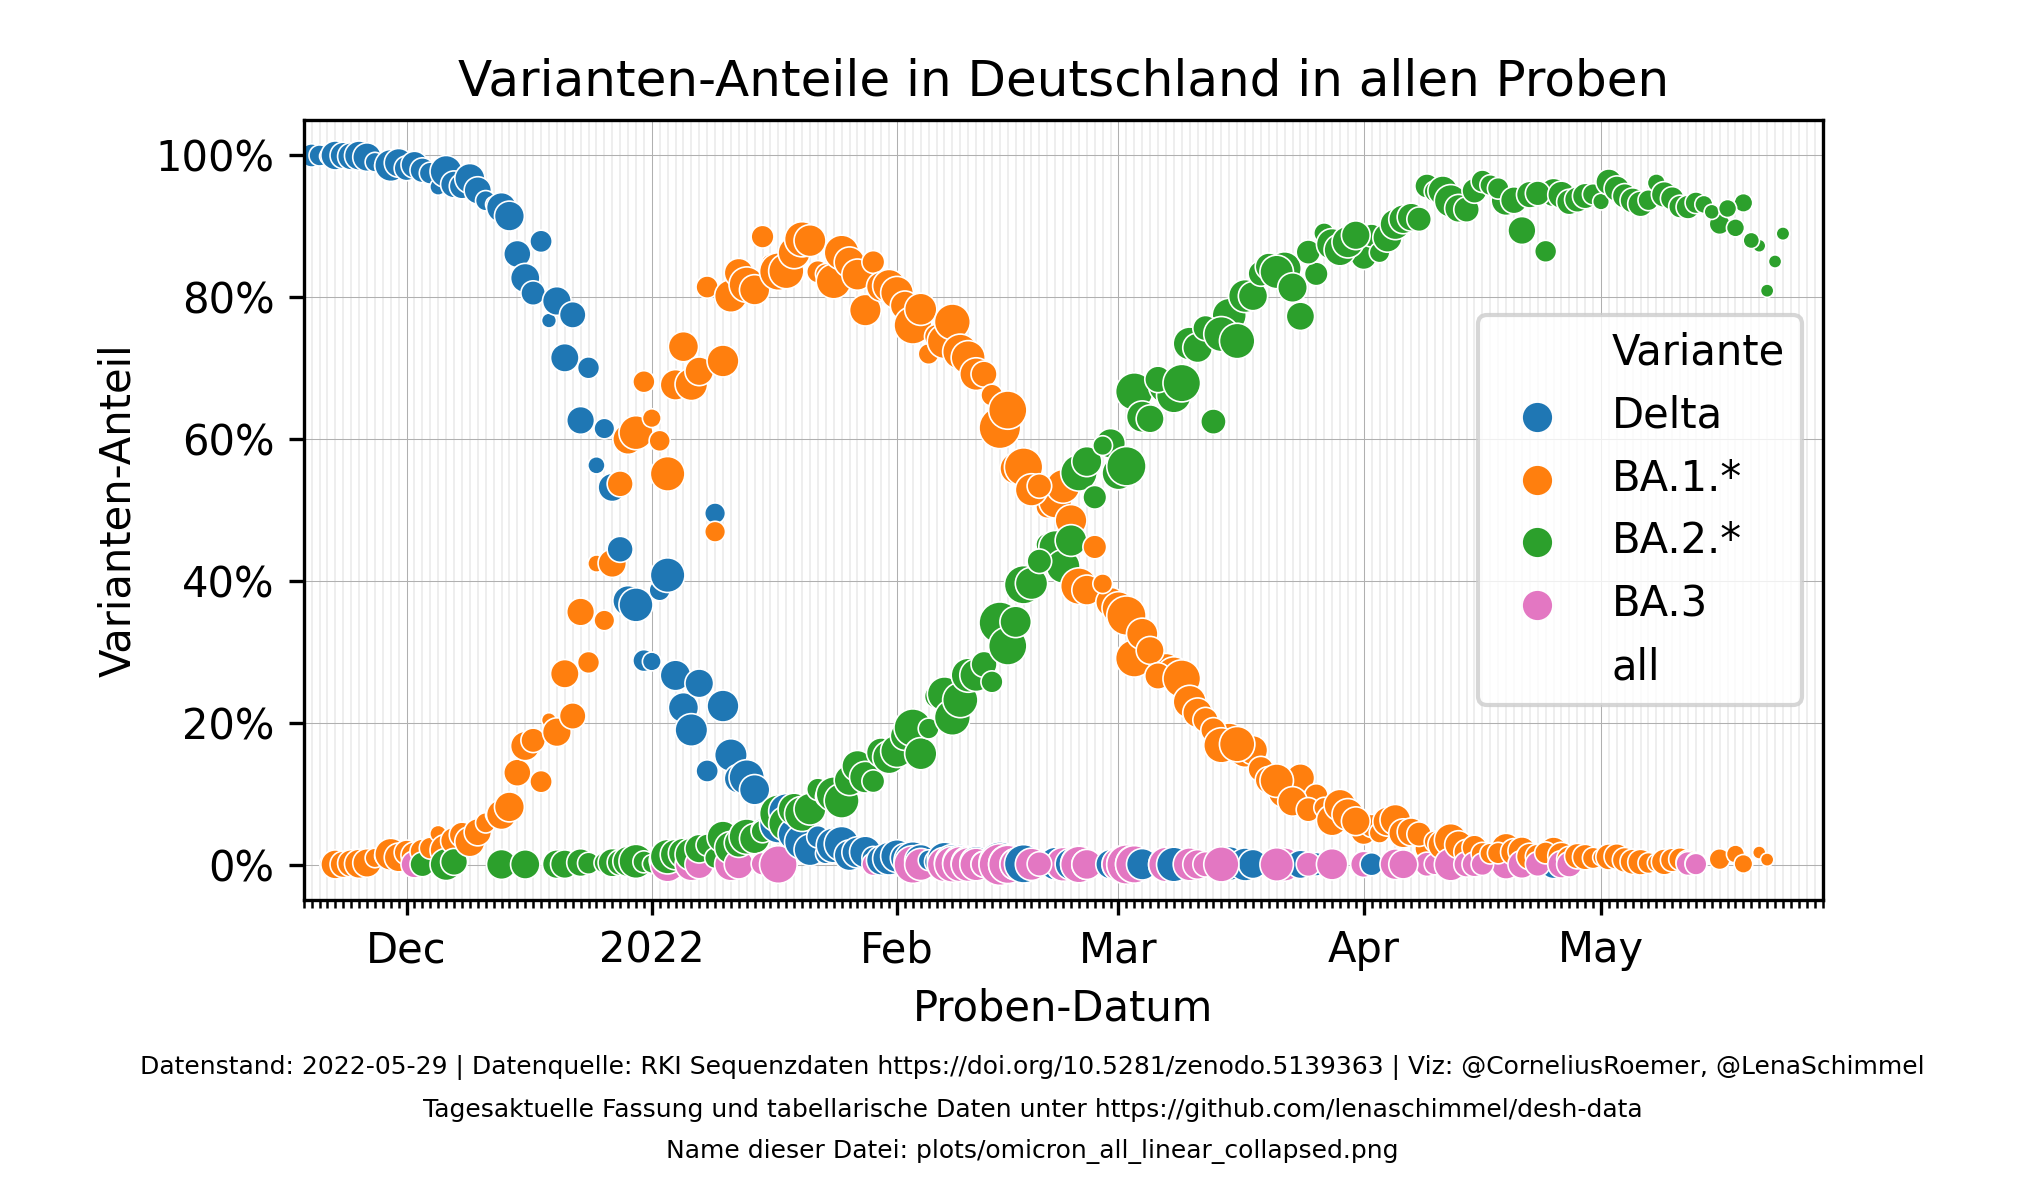 Varianten-Anteile in Deutschland in allen Proben
Varianten-Anteil
100%
80%
60%
40%
20%
0%
Variante
Delta
BA.1.*
BA.2.*
BA.3
all
Dec 2022 Feb Mar Apr May
Proben-Datum
Datenstand: 2022-05-29 | Datenquelle: RKI Sequenzdaten https://doi.org/10.5281/zenodo.5139363 | Viz: @CorneliusRoemer, @LenaSchimmel
Tagesaktuelle Fassung und tabellarische Daten unter https://github.com/lenaschimmel/desh-data
Name dieser Datei: plots/omicron_all_linear_collapsed.png